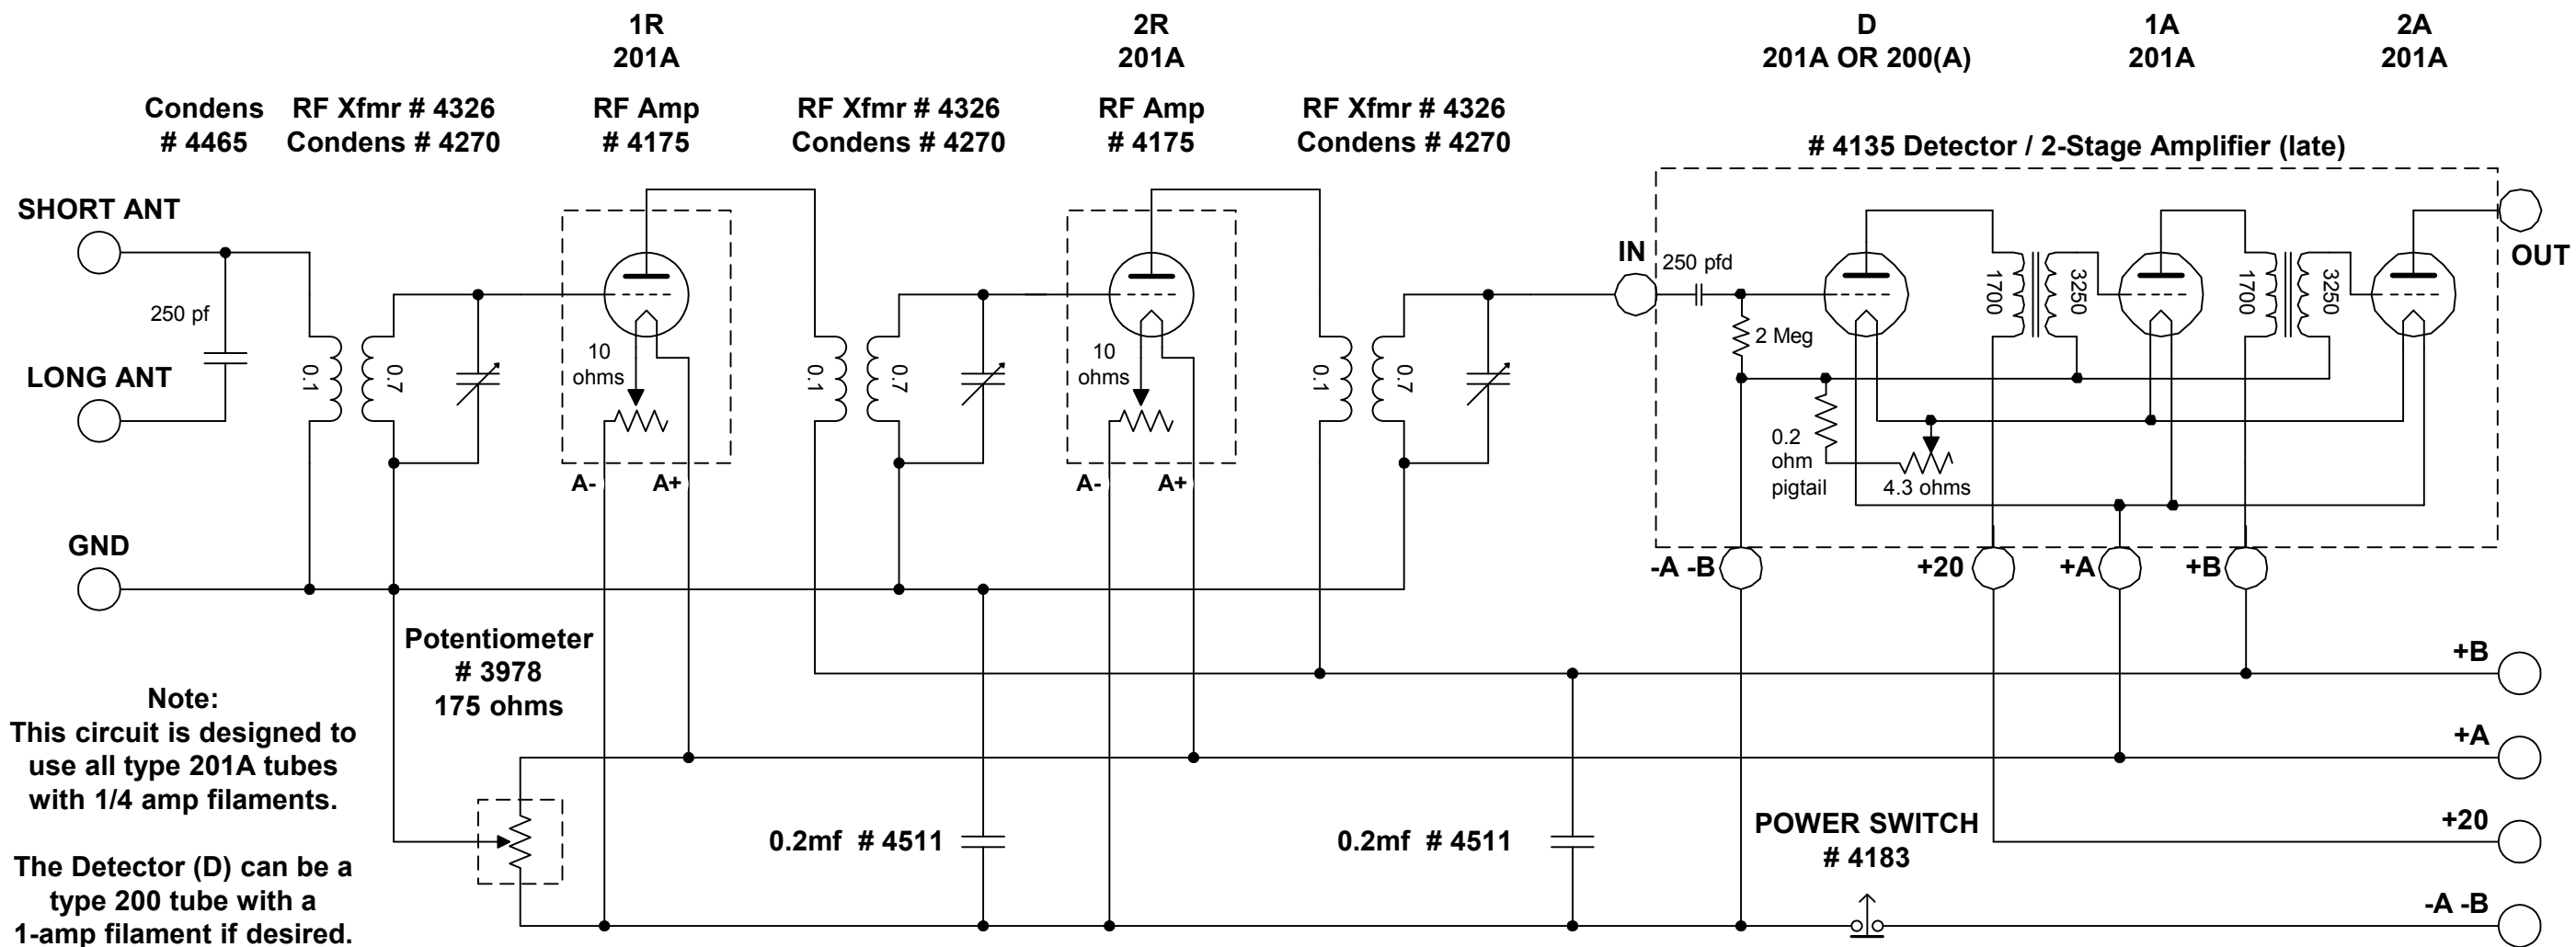 1R
201A
2R
201A
D
201A OR 200(A)
1A
201A
2A
201A
Condens
# 4465
RF Xfmr # 4326
Condens # 4270
RF Amp
# 4175
RF Xfmr # 4326
Condens # 4270
RF Amp
# 4175
RF Xfmr # 4326
Condens # 4270
# 4135 Detector / 2-Stage Amplifier (late)
SHORT ANT
250 pf
LONG ANT
0.1
0.7
10
ohms
A-
A+
0.1
0.7
10
ohms
A-
A+
0.1
0.7
IN
250 pfd
2 Meg
0.2
ohm
pigtail
4.3 ohms
1700
3250
1700
3250
OUT
GND
-A -B
+20
+A
+B
Potentiometer
# 3978
175 ohms
Note:
This circuit is designed to
use all type 201A tubes
with 1/4 amp filaments.
The Detector (D) can be a
type 200 tube with a
1-amp filament if desired.
0.2mf # 4511
0.2mf # 4511
POWER SWITCH
# 4183
+B
+A
+20
-A -B